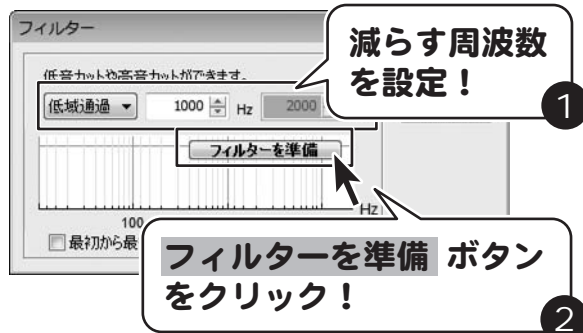 フィルター
低音カットや高音カットができます。
低域通過 1000 Hz 2000
フィルターを準備
Hz
100
最初から最
減らす周波数
を設定！
1
フィルターを準備 ボタン
をクリック！
2